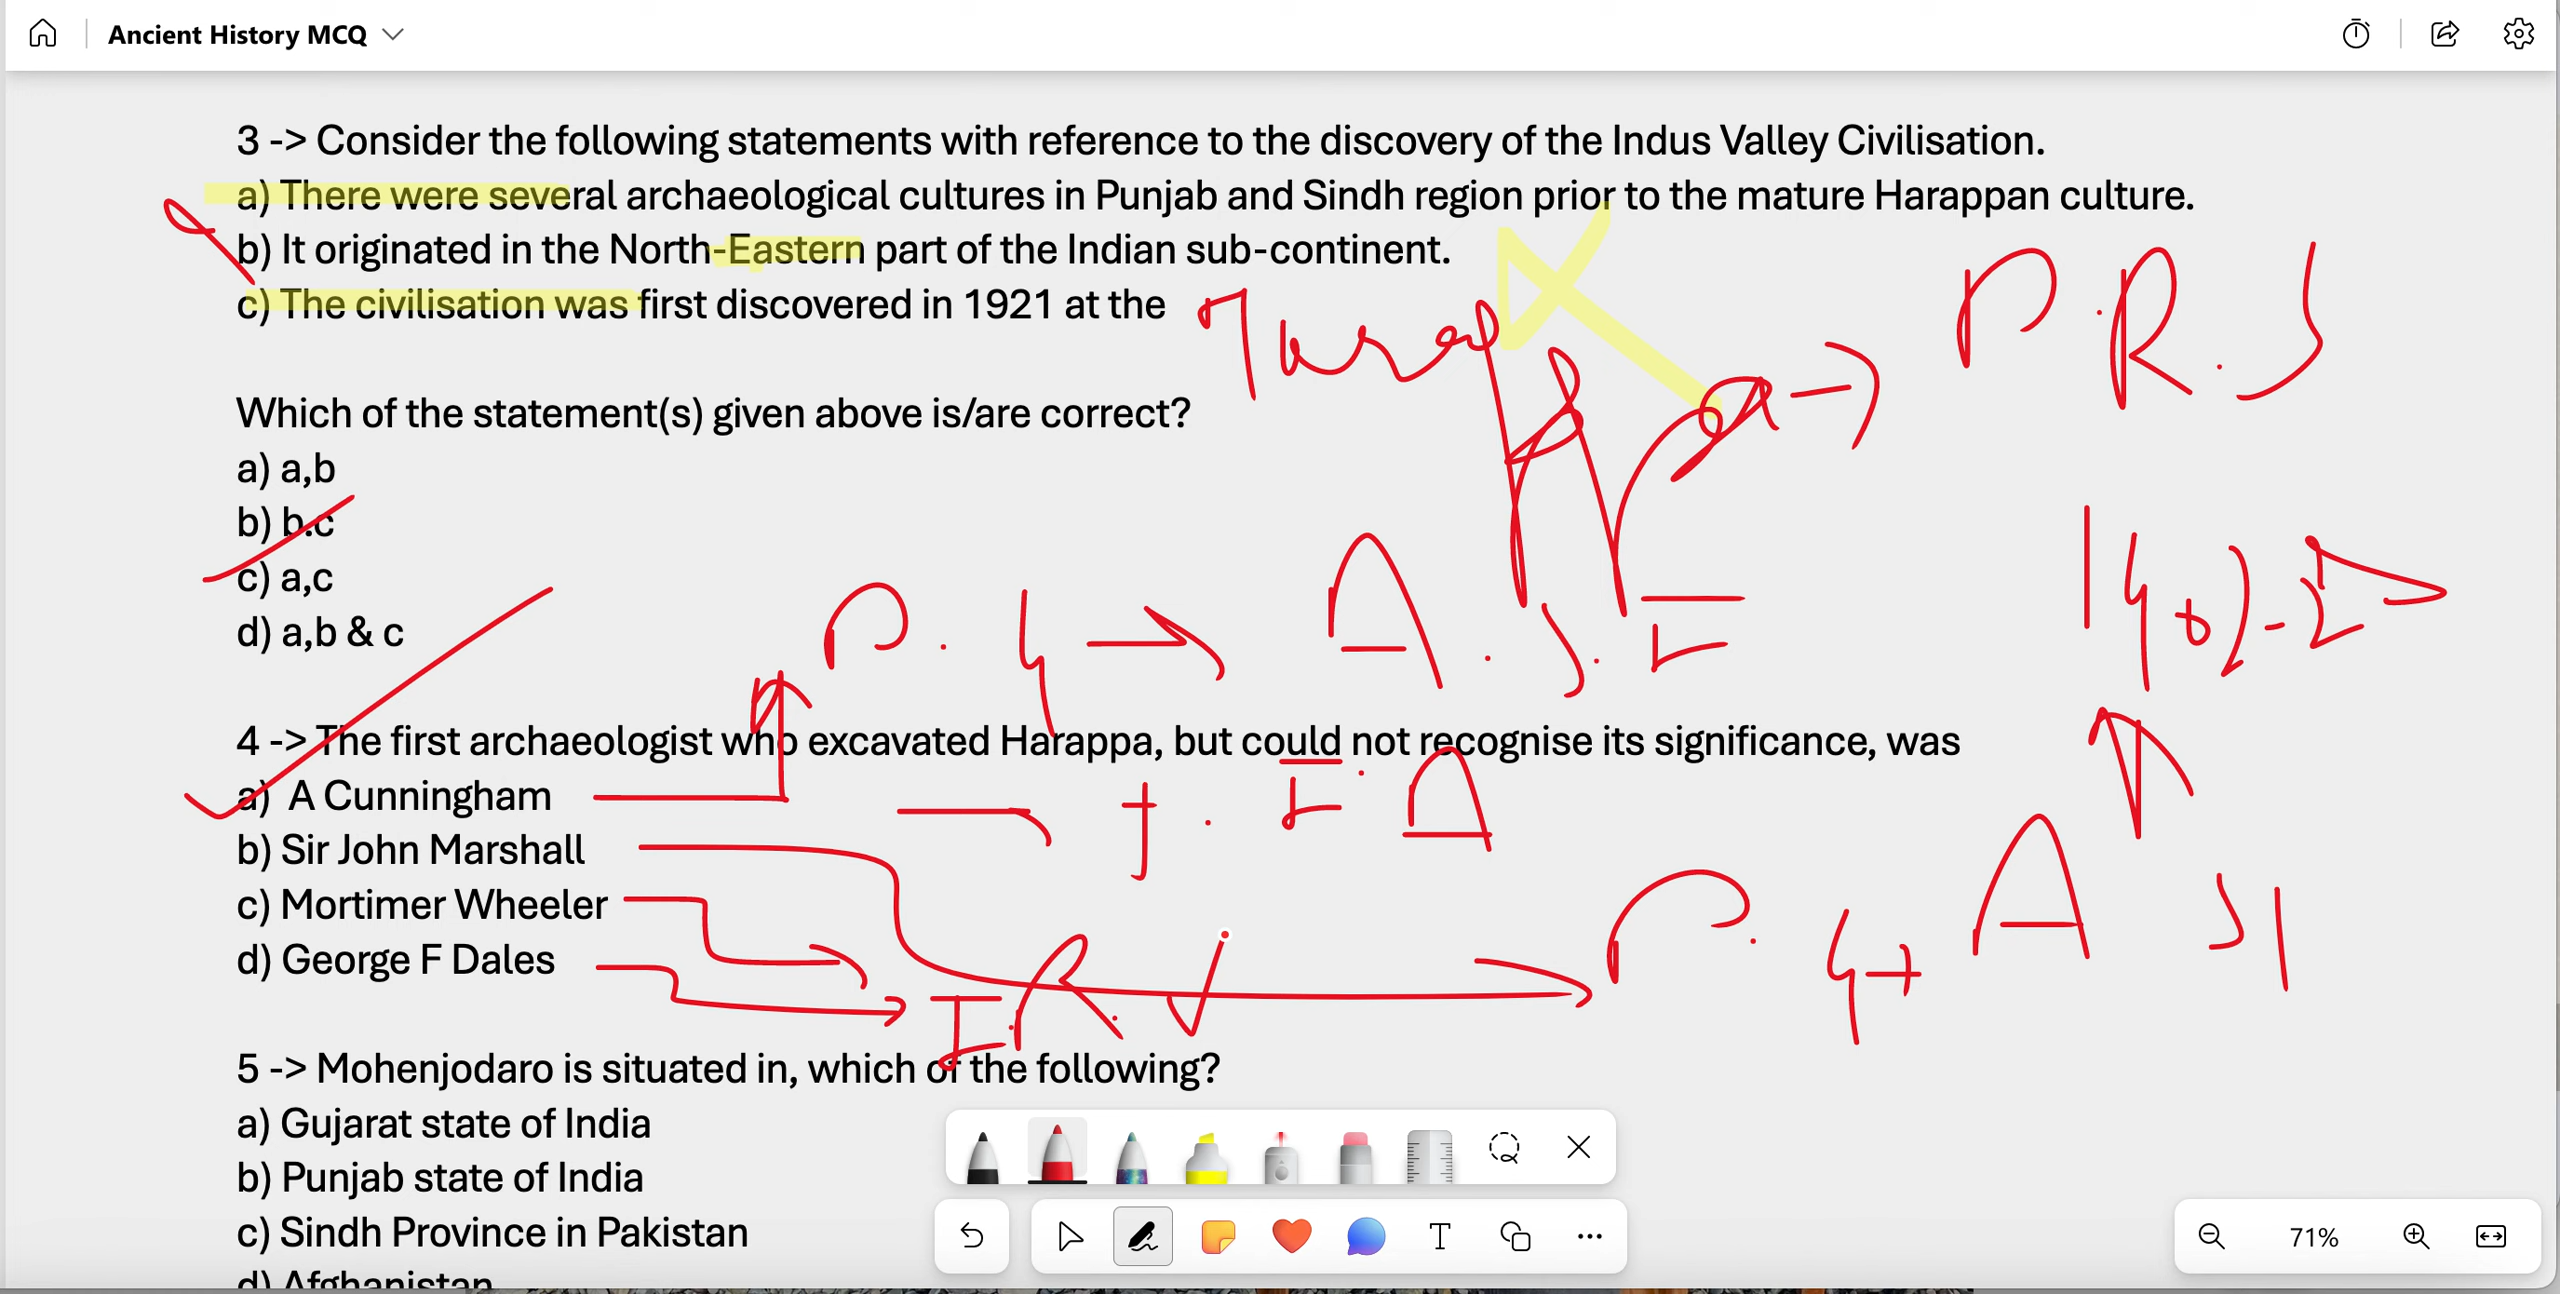 Ancient History MCQ
3 -> Consider the following statements with reference to the discovery of the Indus Valley Civilisation.
a) There were several archaeological cultures in Punjab and Sindh region prior to the mature Harappan culture.
b) It originated in the North-Eastern part of the Indian sub-continent.
c) The civilisation was first discovered in 1921 at the
P.R.S
Which of the statement(s) given above is/are correct?
a) a,b
b) b.c
c) a,c
d) a,b & c
A.S.I
4 -> The first archaeologist who excavated Harappa, but could not recognise its significance, was
a) A Cunningham
b) Sir John Marshall
c) Mortimer Wheeler
d) George F Dales
I.R.V
5 -> Mohenjodaro is situated in, which of the following?
a) Gujarat state of India
b) Punjab state of India
c) Sindh Province in Pakistan
d) Afghanistan
71%